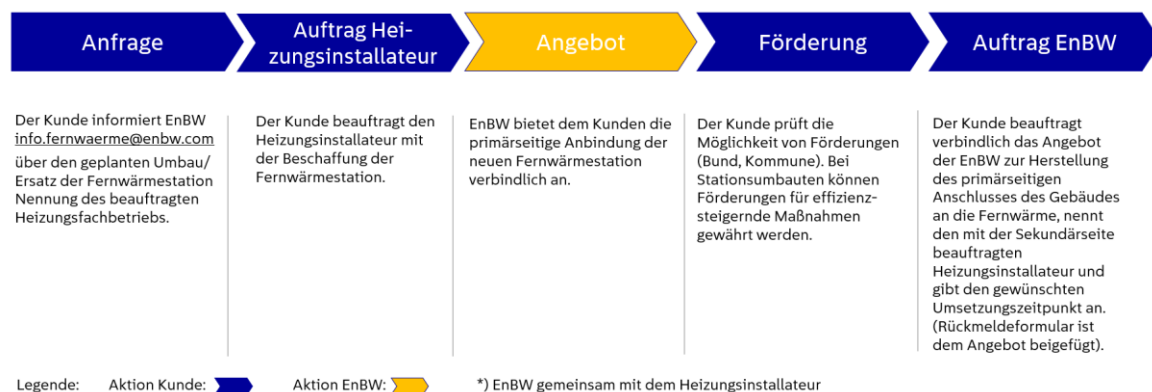 Anfrage
Auftrag Hei-
zungsinstallateur
Angebot
Förderung
Auftrag EnBW
Der Kunde informiert EnBW
info.fernwaerme@enbw.com
über den geplanten Umbau/
Ersatz der Fernwärmestation
Nennung des beauftragten
Heizungsfachbetriebs.
Der Kunde beauftragt den
Heizungsinstallateur mit
der Beschaffung der
Fernwärmestation.
EnBW bietet dem Kunden die
primärseitige Anbindung der
neuen Fernwärmestation
verbindlich an.
Der Kunde prüft die
Möglichkeit von Förderungen
(Bund, Kommune). Bei
Stationsumbauten können
Förderungen für effizienz-
steigernde Maßnahmen
gewährt werden.
Der Kunde beauftragt
verbindlich das Angebot
der EnBW zur Herstellung
des primärseitigen
Anschlusses des Gebäudes
an die Fernwärme, nennt
den mit der Sekundärseite
beauftragten
Heizungsinstallateur und
gibt den gewünschten
Umsetzungszeitpunkt an.
(Rückmeldeformular ist
dem Angebot beigefügt).
Legende: Aktion Kunde: Aktion EnBW: *) EnBW gemeinsam mit dem Heizungsinstallateur